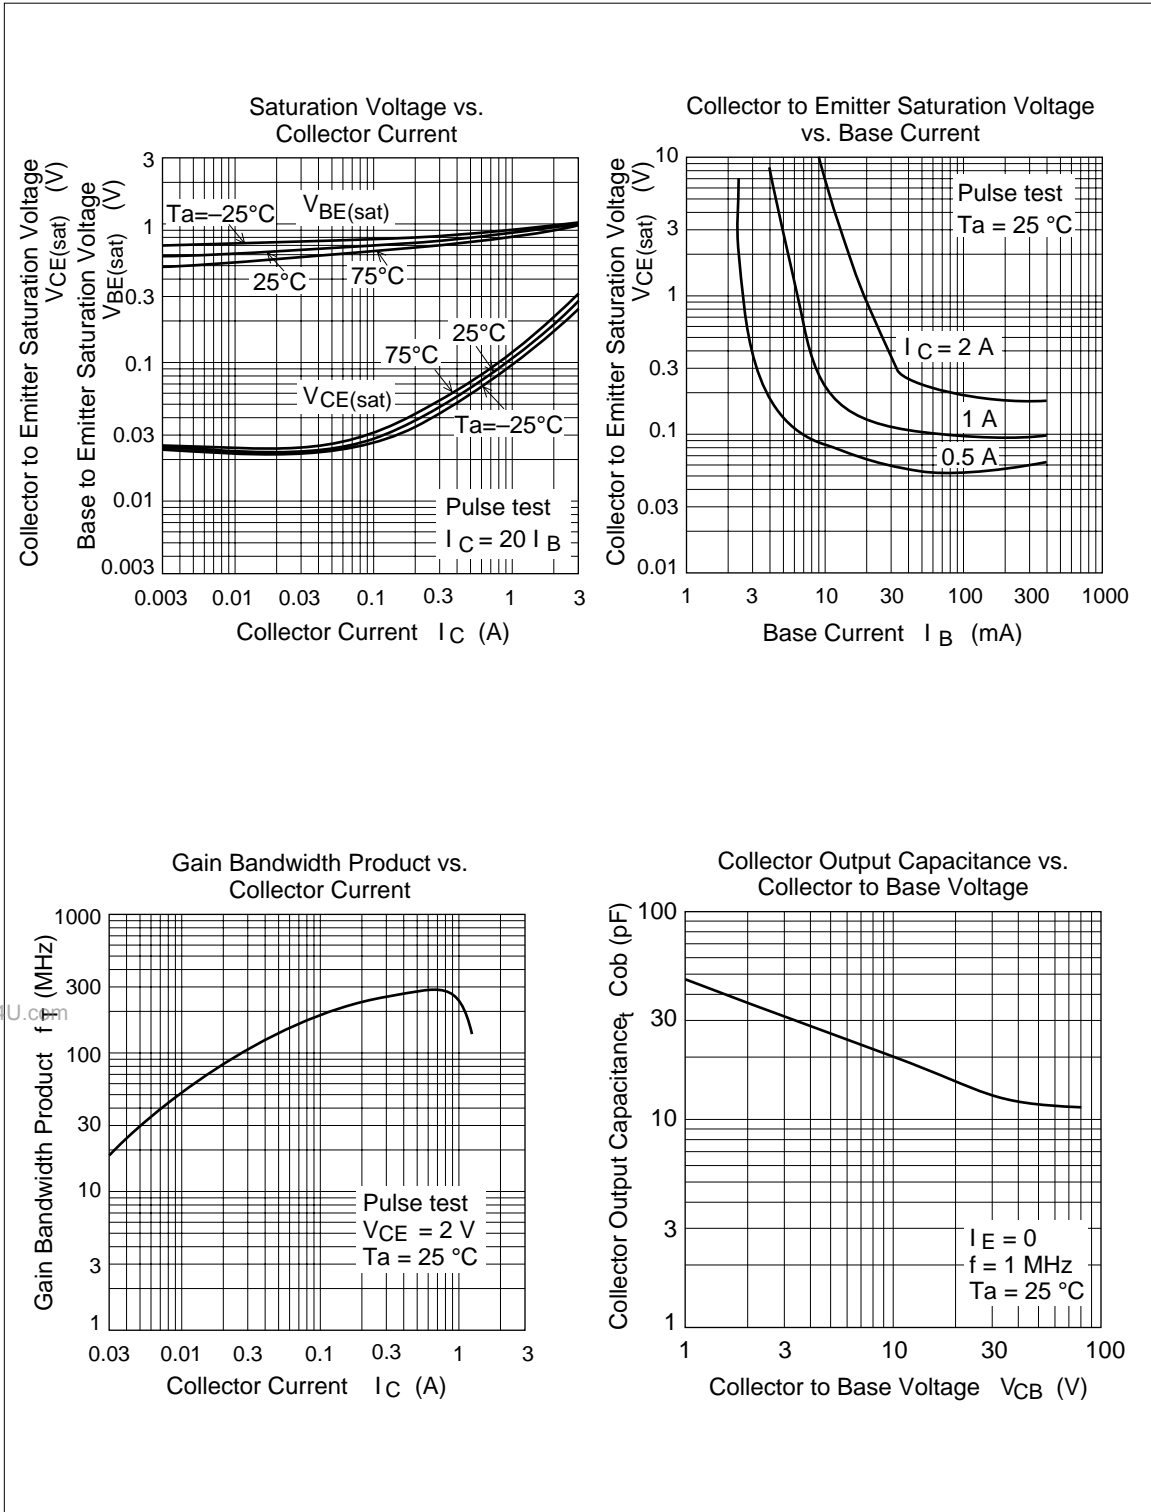 Saturation Voltage vs.
Collector Current
Collector to Emitter Saturation Voltage
VCE(sat) (V)
Base to Emitter Saturation Voltage
VBE(sat) (V)
3
1
0.3
0.1
0.03
0.01
0.003
Ta=–25°C
VBE(sat)
25°C
75°C
25°C
75°C
VCE(sat)
Ta=–25°C
Pulse test
I C = 20 I B
0.003 0.01 0.03 0.1 0.3 1 3
Collector Current I C (A)
Collector to Emitter Saturation Voltage
vs. Base Current
Collector to Emitter Saturation Voltage
VCE(sat) (V)
10
3
1
0.3
0.1
0.03
0.01
Pulse test
Ta = 25 °C
I C = 2 A
1 A
0.5 A
1 3 10 30 100 300 1000
Base Current I B (mA)
Gain Bandwidth Product vs.
Collector Current
Gain Bandwidth Product f T (MHz)
4U.com
1000
300
100
30
10
3
1
Pulse test
VCE = 2 V
Ta = 25 °C
0.03 0.01 0.3 0.1 0.3 1 3
Collector Current I C (A)
Collector Output Capacitance vs.
Collector to Base Voltage
Collector Output Capacitancet Cob (pF)
100
30
10
3
1
I E = 0
f = 1 MHz
Ta = 25 °C
1 3 10 30 100
Collector to Base Voltage VCB (V)